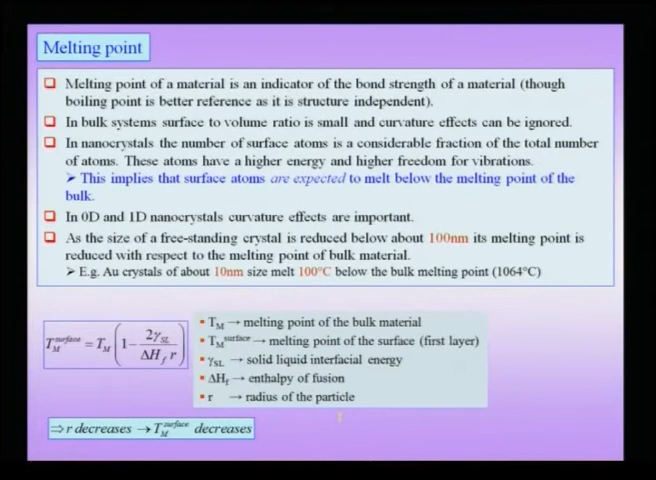 Melting point
❑ Melting point of a material is an indicator of the bond strength of a material (though
boiling point is better reference as it is structure independent).
❑ In bulk systems surface to volume ratio is small and curvature effects can be ignored.
❑ In nanocrystals the number of surface atoms is a considerable fraction of the total number
of atoms. These atoms have a higher energy and higher freedom for vibrations.
➤ This implies that surface atoms are expected to melt below the melting point of the
bulk.
❑ In 0D and 1D nanocrystals curvature effects are important.
❑ As the size of a free-standing crystal is reduced below about 100nm its melting point is
reduced with respect to the melting point of bulk material.
➤ E.g. Au crystals of about 10nm size melt 100°C below the bulk melting point (1064°C)
T_M^surface = T_M (1 - 2γ_SL / ΔH_f r)
▪ T_M → melting point of the bulk material
▪ T_M^surface → melting point of the surface (first layer)
▪ γ_SL → solid liquid interfacial energy
▪ ΔH_f → enthalpy of fusion
▪ r → radius of the particle
⇒ r decreases → T_M^surface decreases